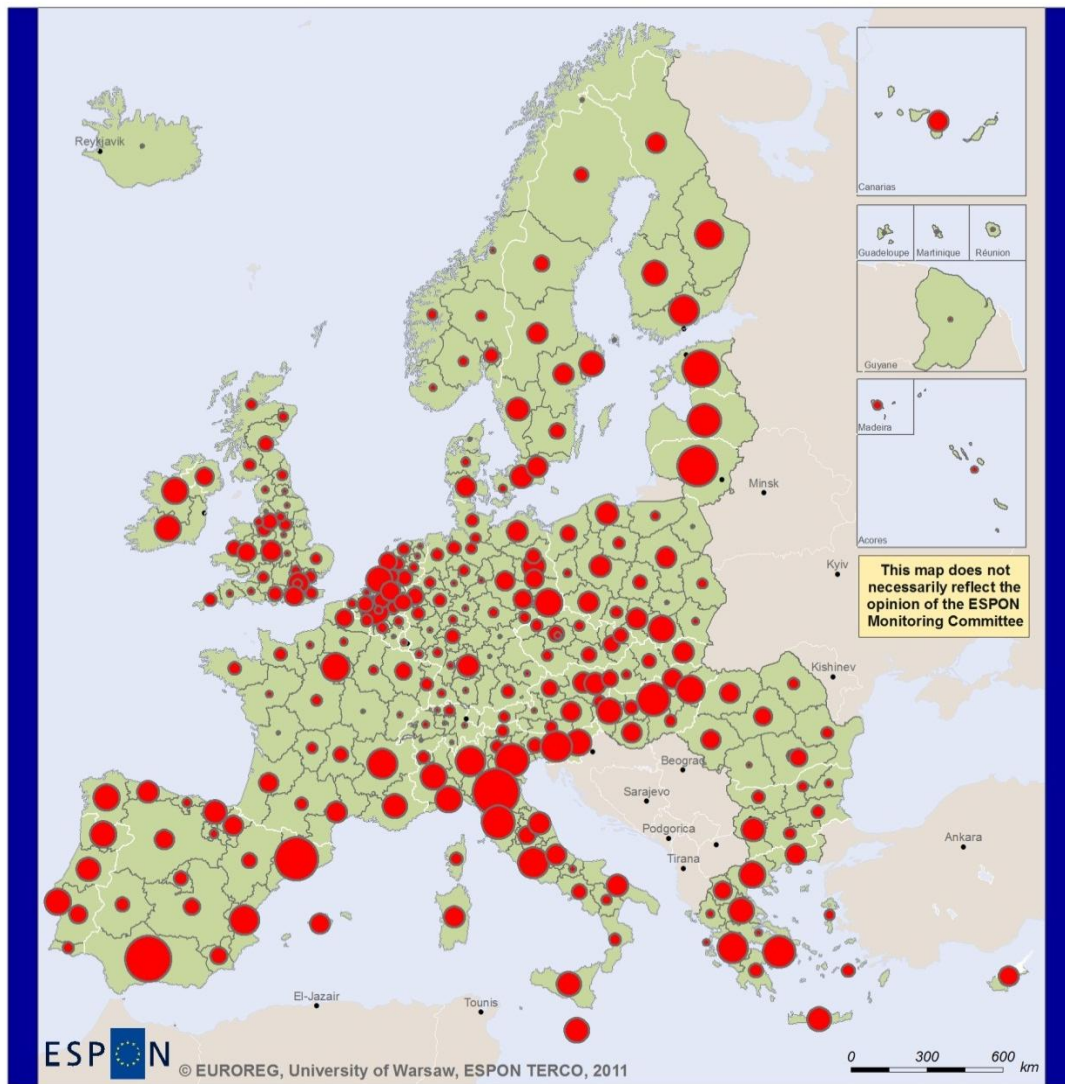 Reykjavik
Canarias
Guadeloupe
Martinique
Réunion
Guyane
Madeira
Acores
Minsk
Kyiv
This map does not
necessarily reflect the
opinion of the ESPON
Monitoring Committee
Kishinev
Beograd
Sarajevo
Podgorica
Tirana
Ankara
El-Jazair
Tounis
ESPON
© EUROREG, University of Warsaw, ESPON TERCO, 2011
0 300 600
km